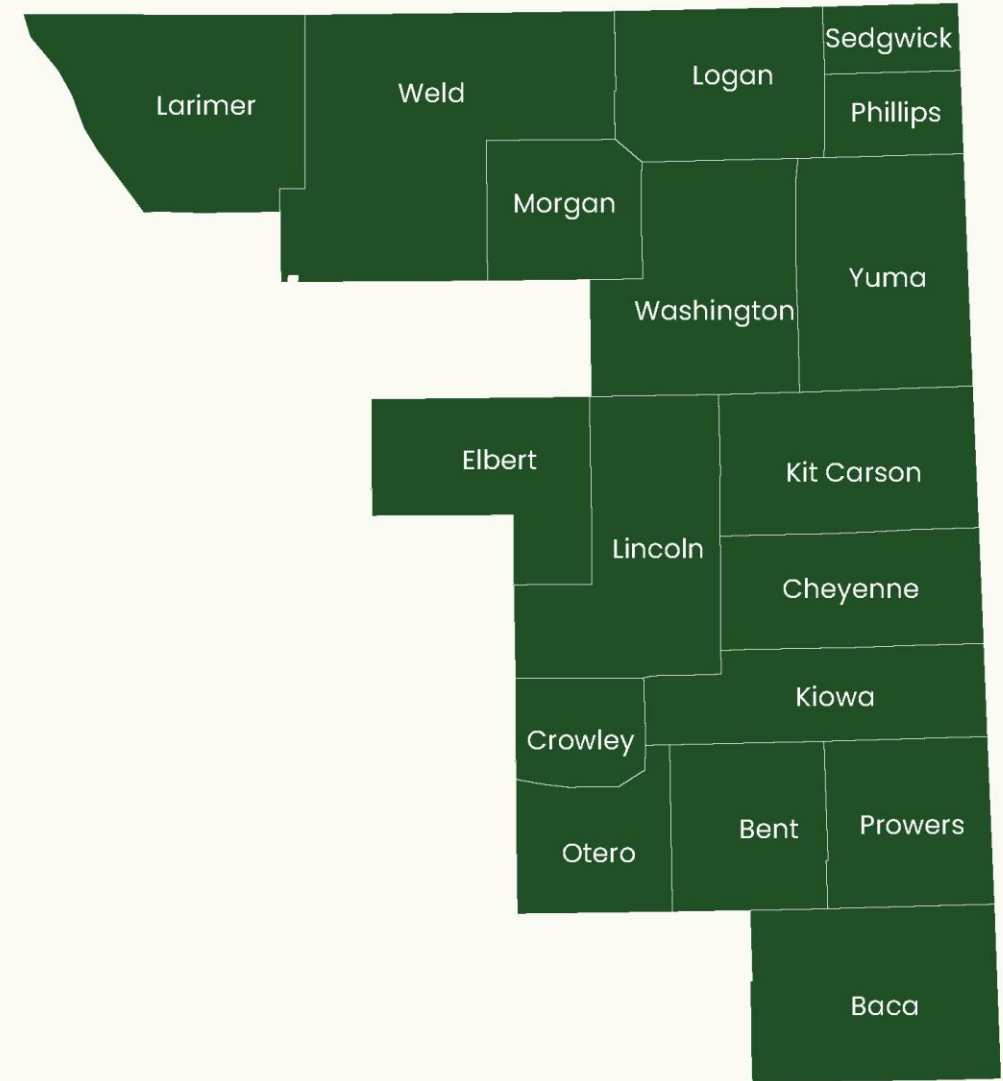 Sedgwick
Logan
Weld
Larimer
Phillips
Morgan
Yuma
Washington
Elbert
Kit Carson
Lincoln
Cheyenne
Kiowa
Crowley
Prowers
Bent
Otero
Baca